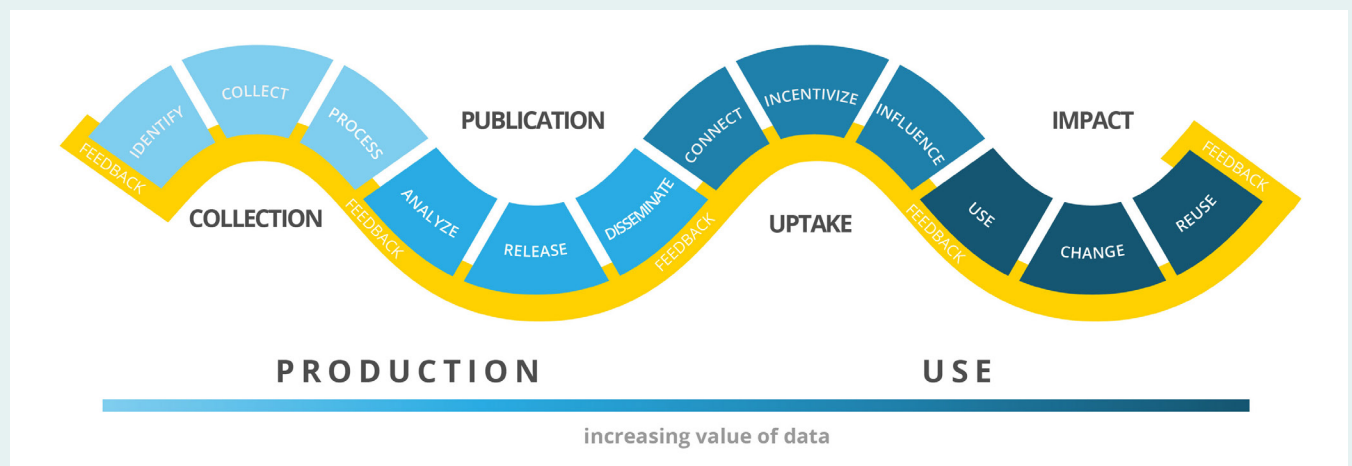 FEEDBACK
IDENTIFY
COLLECT
PROCESS
COLLECTION
FEEDBACK
PUBLICATION
ANALYZE
RELEASE
DISSEMINATE
FEEDBACK
CONNECT
INCENTIVIZE
INFLUENCE
UPTAKE
FEEDBACK
IMPACT
USE
CHANGE
REUSE
FEEDBACK
PRODUCTION
USE
increasing value of data